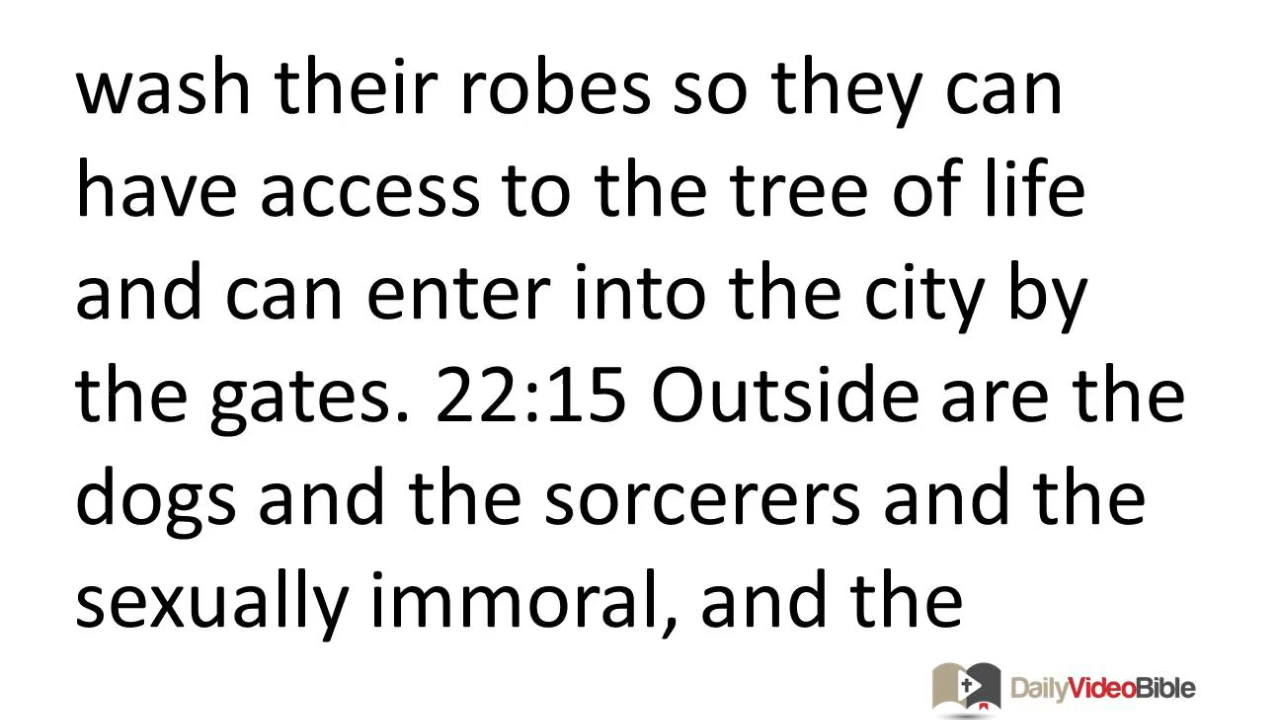 wash their robes so they can
have access to the tree of life
and can enter into the city by
the gates. 22:15 Outside are the
dogs and the sorcerers and the
sexually immoral, and the
DailyVideoBible